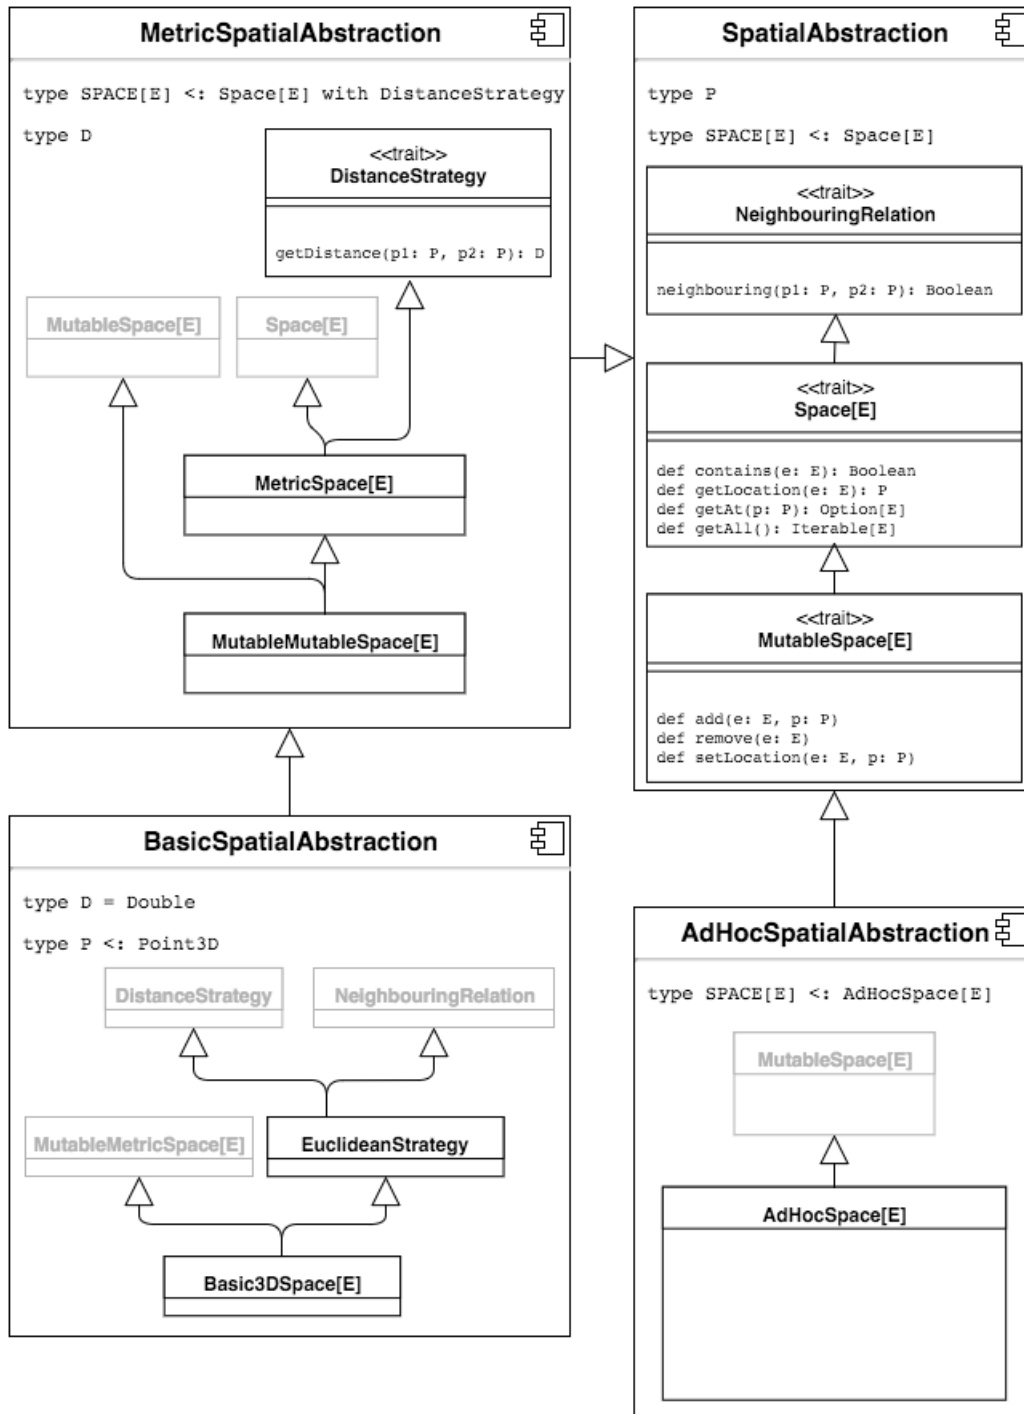 MetricSpatialAbstraction
type SPACE[E] <: Space[E] with DistanceStrategy
type D
<<trait>>
DistanceStrategy
getDistance(p1: P, p2: P): D
MutableSpace[E]
Space[E]
MetricSpace[E]
MutableMutableSpace[E]
SpatialAbstraction
type P
type SPACE[E] <: Space[E]
<<trait>>
NeighbouringRelation
neighbouring(p1: P, p2: P): Boolean
<<trait>>
Space[E]
def contains(e: E): Boolean
def getLocation(e: E): P
def getAt(p: P): Option[E]
def getAll(): Iterable[E]
<<trait>>
MutableSpace[E]
def add(e: E, p: P)
def remove(e: E)
def setLocation(e: E, p: P)
BasicSpatialAbstraction
type D = Double
type P <: Point3D
DistanceStrategy
NeighbouringRelation
MutableMetricSpace[E]
EuclideanStrategy
Basic3DSpace[E]
AdHocSpatialAbstraction
type SPACE[E] <: AdHocSpace[E]
MutableSpace[E]
AdHocSpace[E]